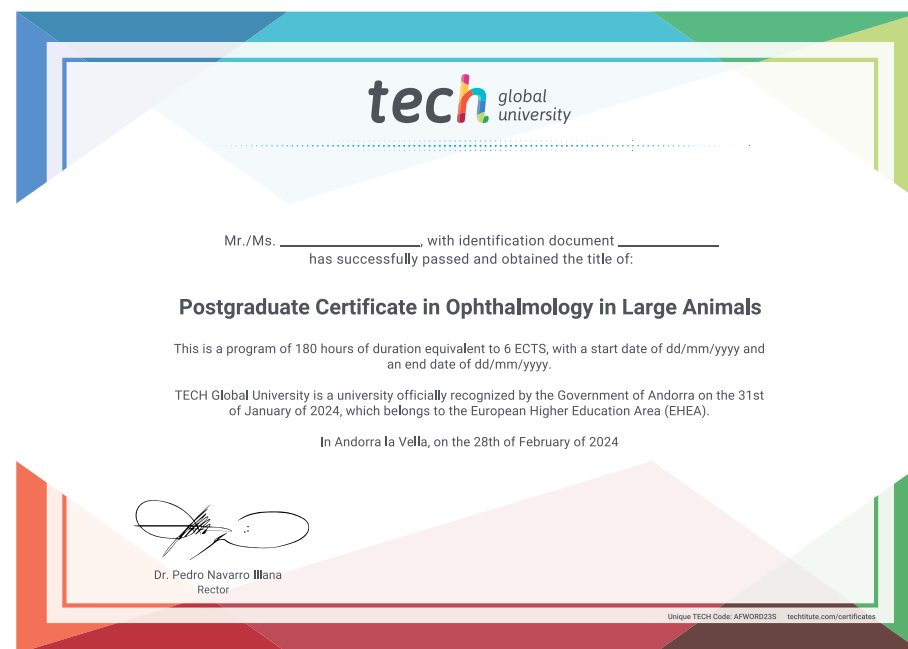 tech global university
Mr./Ms. ____________, with identification document ____________
has successfully passed and obtained the title of:
Postgraduate Certificate in Ophthalmology in Large Animals
This is a program of 180 hours of duration equivalent to 6 ECTS, with a start date of dd/mm/yyyy and
an end date of dd/mm/yyyy.
TECH Global University is a university officially recognized by the Government of Andorra on the 31st
of January of 2024, which belongs to the European Higher Education Area (EHEA).
In Andorra la Vella, on the 28th of February of 2024
Dr. Pedro Navarro Illana
Rector
Unique TECH Code: AFWORD23S techtitute.com/certificates